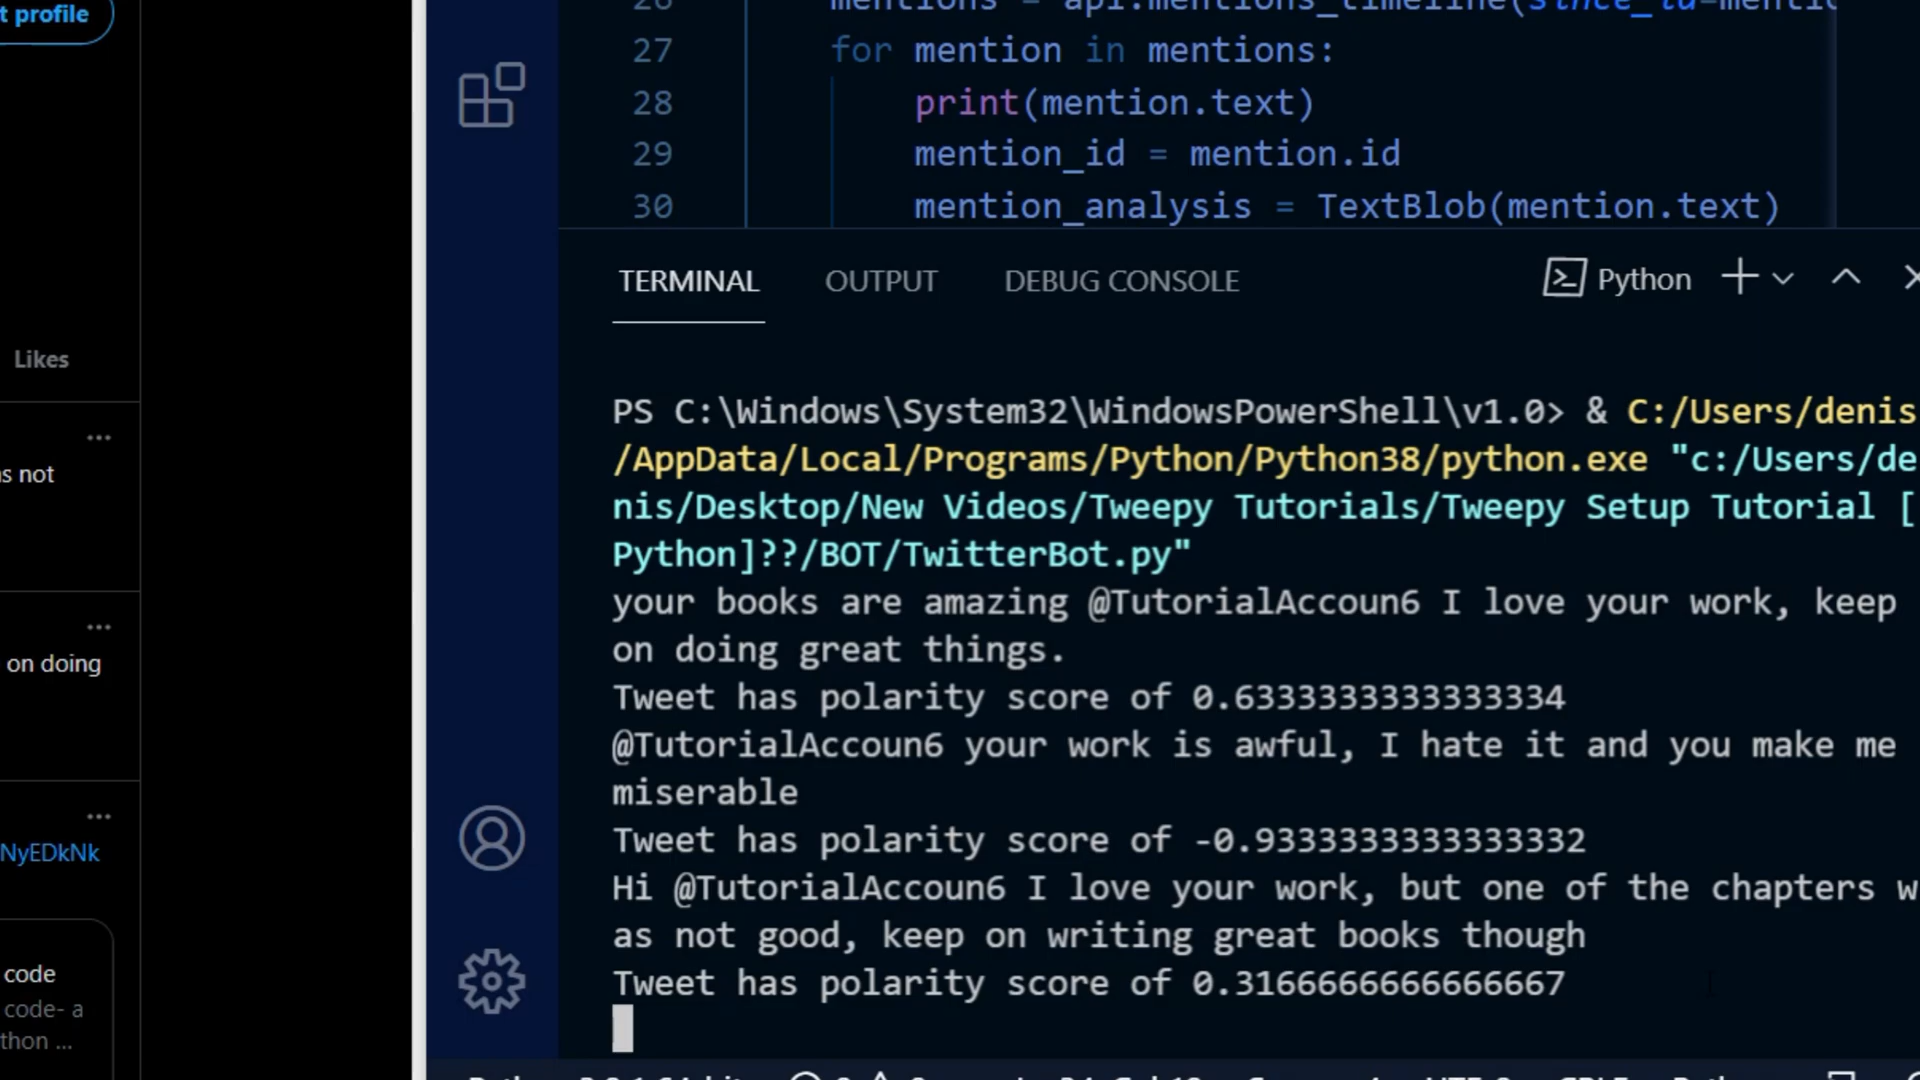 t profile
Likes
s not
on doing
NyEDkNk
code
code- a
thon ...
26 mentions = api.mentions_timeline(since_id=mentio
27 for mention in mentions:
28 print(mention.text)
29 mention_id = mention.id
30 mention_analysis = TextBlob(mention.text)
TERMINAL OUTPUT DEBUG CONSOLE Python
PS C:\Windows\System32\WindowsPowerShell\v1.0> & C:/Users/denis
/AppData/Local/Programs/Python/Python38/python.exe "c:/Users/de
nis/Desktop/New Videos/Tweepy Tutorials/Tweepy Setup Tutorial [
Python]??/BOT/TwitterBot.py"
your books are amazing @TutorialAccoun6 I love your work, keep
on doing great things.
Tweet has polarity score of 0.6333333333333334
@TutorialAccoun6 your work is awful, I hate it and you make me
miserable
Tweet has polarity score of -0.9333333333333332
Hi @TutorialAccoun6 I love your work, but one of the chapters w
as not good, keep on writing great books though
Tweet has polarity score of 0.3166666666666667